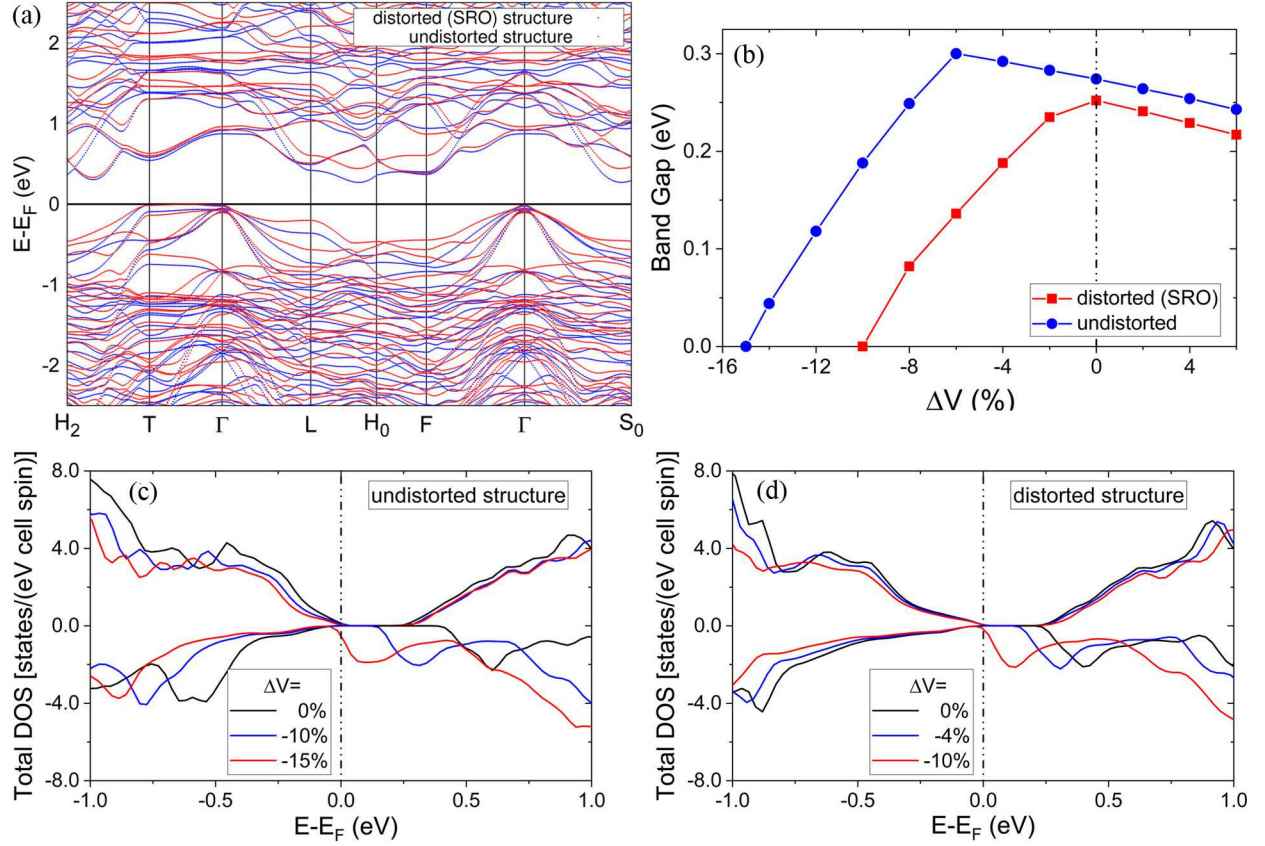 (a)
distorted (SRO) structure
undistorted structure
E-E_F (eV)
2
1
0
-1
-2
H₂ T Γ L H₀ F Γ S₀
(b)
Band Gap (eV)
0.3
0.2
0.1
0.0
distorted (SRO)
undistorted
-16 -12 -8 -4 0 4
ΔV (%)
(c)
undistorted structure
Total DOS [states/(eV cell spin)]
8.0
4.0
0.0
-4.0
-8.0
ΔV=
0%
-10%
-15%
-1.0 -0.5 0.0 0.5 1.0
E-E_F (eV)
(d)
distorted structure
Total DOS [states/(eV cell spin)]
8.0
4.0
0.0
-4.0
-8.0
ΔV=
0%
-4%
-10%
-1.0 -0.5 0.0 0.5 1.0
E-E_F (eV)